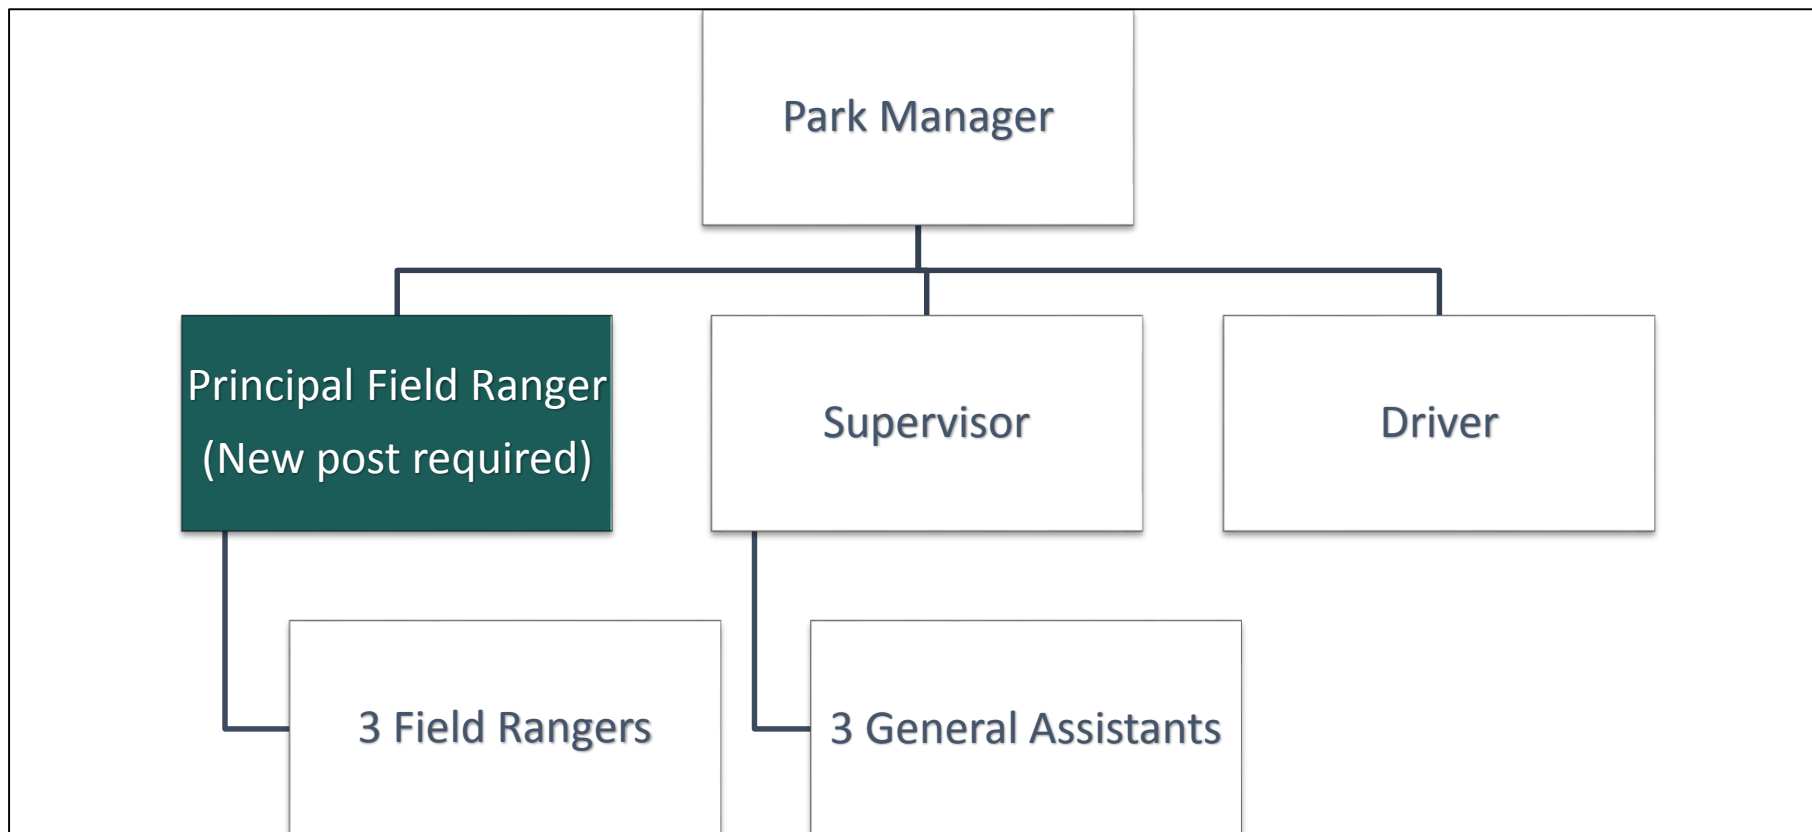 Park Manager
Principal Field Ranger
(New post required)
Supervisor
Driver
3 Field Rangers
3 General Assistants